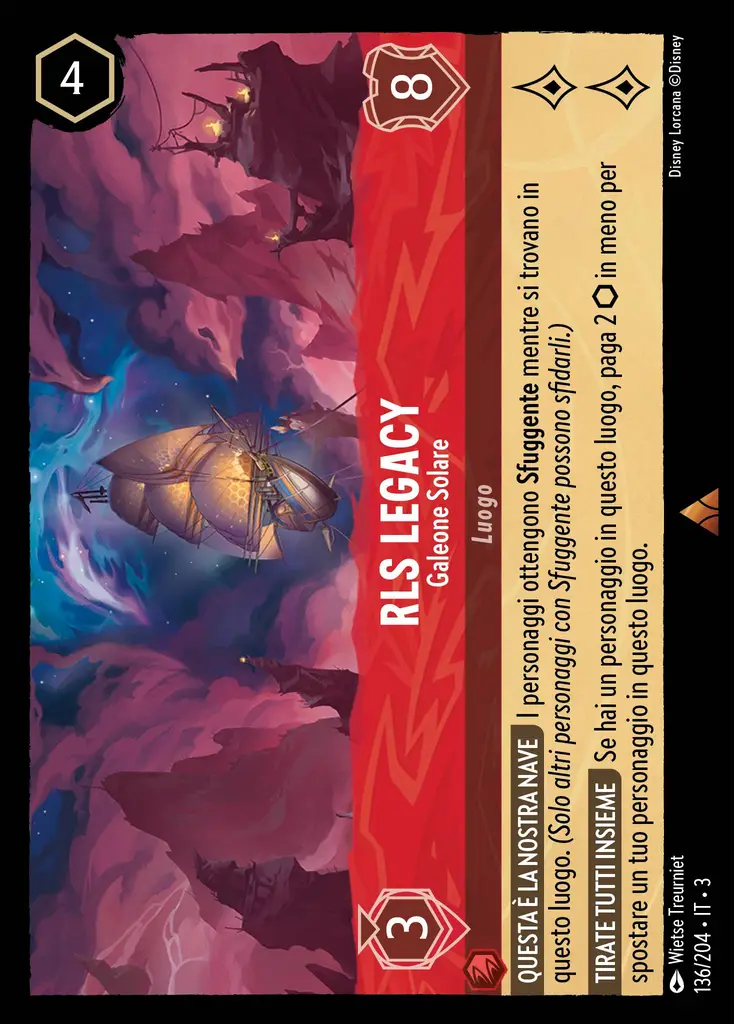 4
RLS LEGACY
Galeone Solare
3
8
Luogo
QUESTA È LA NOSTRA NAVE I personaggi ottengono Sfuggente mentre si trovano in
questo luogo. (Solo altri personaggi con Sfuggente possono sfidarli.)
TIRATE TUTTI INSIEME Se hai un personaggio in questo luogo, paga 2 ⬡ in meno per
spostare un tuo personaggio in questo luogo.
Wietse Treurniet
136/204 • IT • 3
Disney Lorcana ©Disney